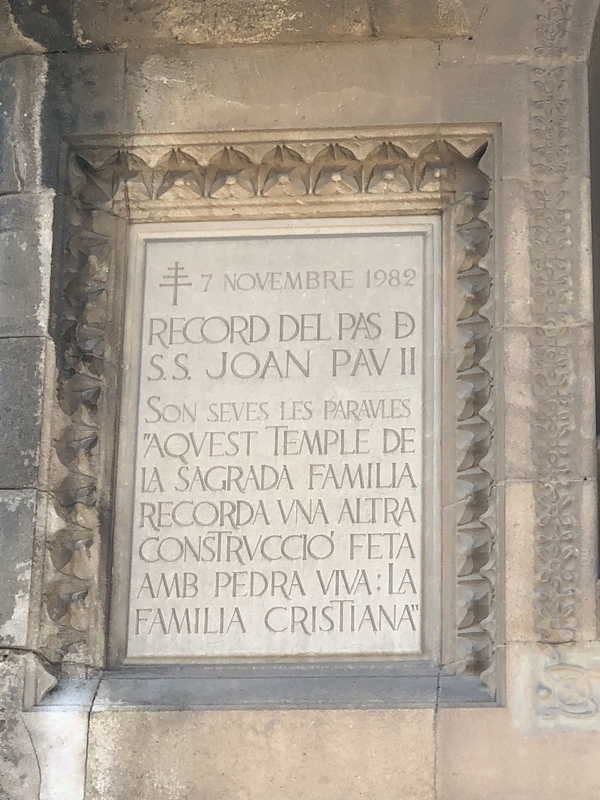 7 NOVEMBRE 1982
RECORD DEL PAS Đ
S.S. JOAN PAV II
SON SEVES LES PARAVLES
"AQVEST TEMPLE DE
LA SAGRADA FAMILIA
RECORDA VNA ALTRA
CONSTRVCCIÓ FETA
AMB PEDRA VIVA: LA
FAMILIA CRISTIANA"